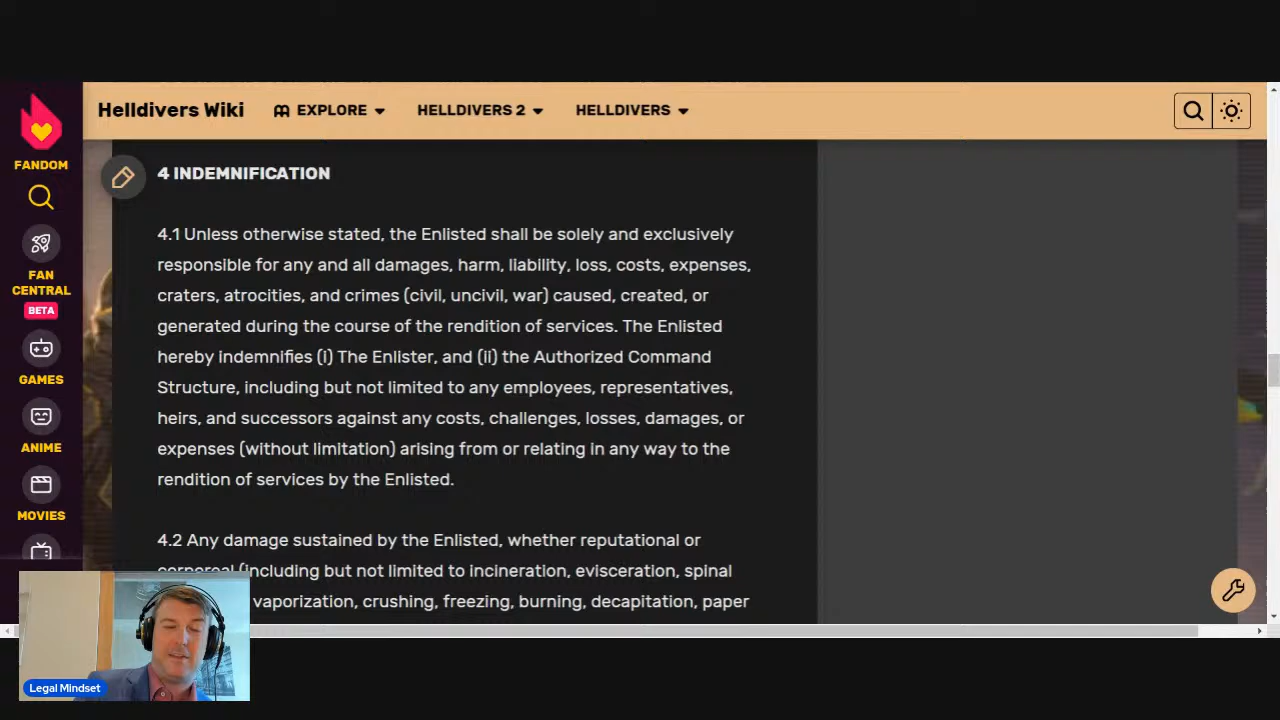 Helldivers Wiki
EXPLORE
HELLDIVERS 2
HELLDIVERS
FANDOM
FAN
CENTRAL
BETA
GAMES
ANIME
MOVIES
4 INDEMNIFICATION
4.1 Unless otherwise stated, the Enlisted shall be solely and exclusively
responsible for any and all damages, harm, liability, loss, costs, expenses,
craters, atrocities, and crimes (civil, uncivil, war) caused, created, or
generated during the course of the rendition of services. The Enlisted
hereby indemnifies (i) The Enlister, and (ii) the Authorized Command
Structure, including but not limited to any employees, representatives,
heirs, and successors against any costs, challenges, losses, damages, or
expenses (without limitation) arising from or relating in any way to the
rendition of services by the Enlisted.
4.2 Any damage sustained by the Enlisted, whether reputational or
corporeal (including but not limited to incineration, evisceration, spinal
vaporization, crushing, freezing, burning, decapitation, paper
Legal Mindset